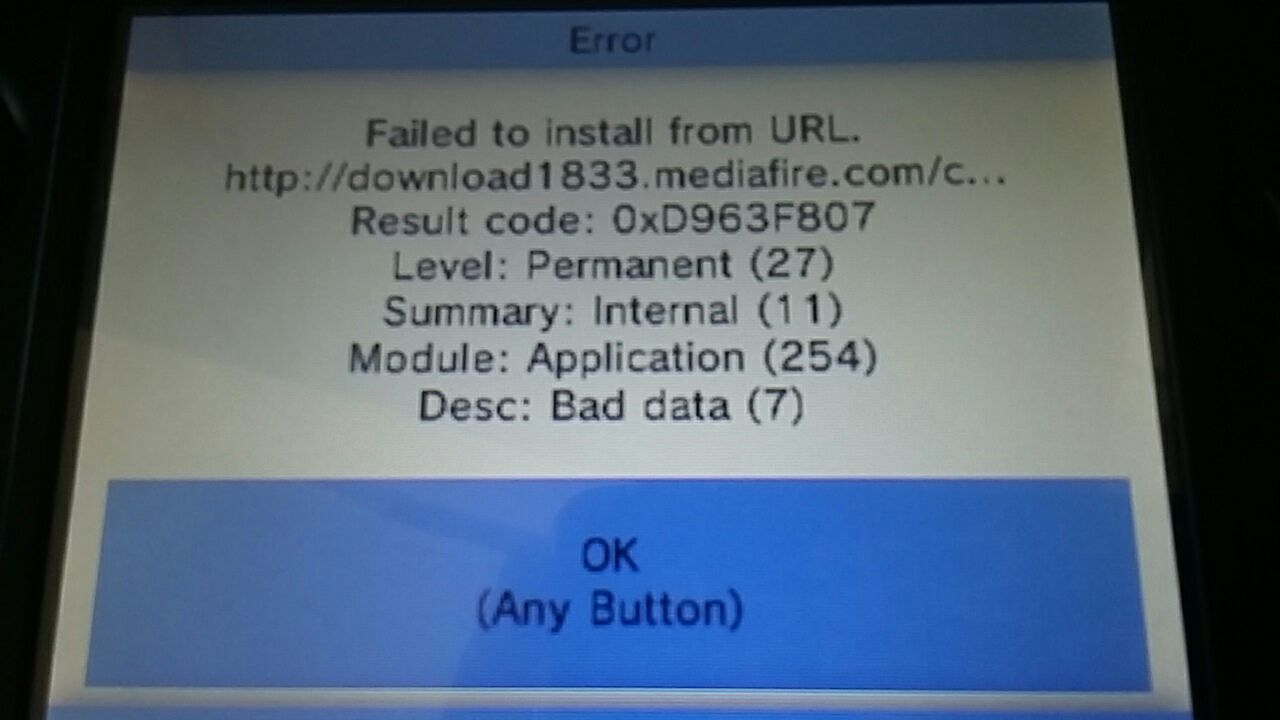 Error
Failed to install from URL.
http://download1833.mediafire.com/c...
Result code: 0xD963F807
Level: Permanent (27)
Summary: Internal (11)
Module: Application (254)
Desc: Bad data (7)
OK
(Any Button)